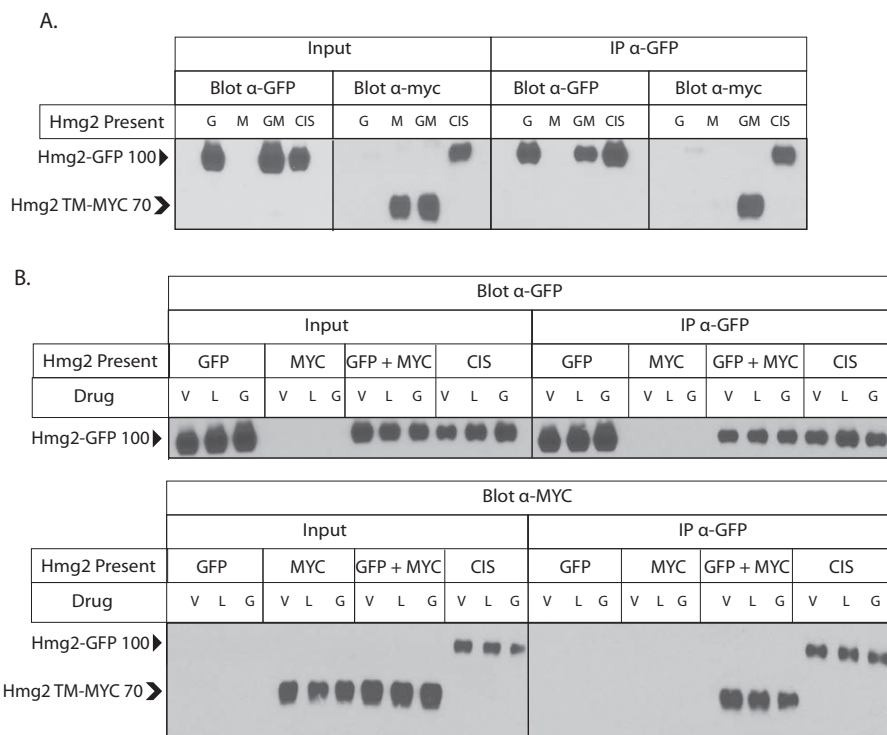 A.
Input IP α-GFP
Blot α-GFP Blot α-myc Blot α-GFP Blot α-myc
Hmg2 Present G M GM CIS M GM CIS G M GM CIS G M GM CIS
Hmg2-GFP 100
Hmg2 TM-MYC 70
B.
Blot α-GFP
Input IP α-GFP
Hmg2 Present GFP MYC GFP + MYC CIS GFP MYC GFP + MYC CIS
Drug V L G V L G V L G V L G V L G V L G V L G V L G
Hmg2-GFP 100
Blot α-MYC
Input IP α-GFP
Hmg2 Present GFP MYC GFP + MYC CIS GFP MYC GFP + MYC CIS
Drug V L G V L G V L G V L G V L G V L G V L G V L G
Hmg2-GFP 100
Hmg2 TM-MYC 70